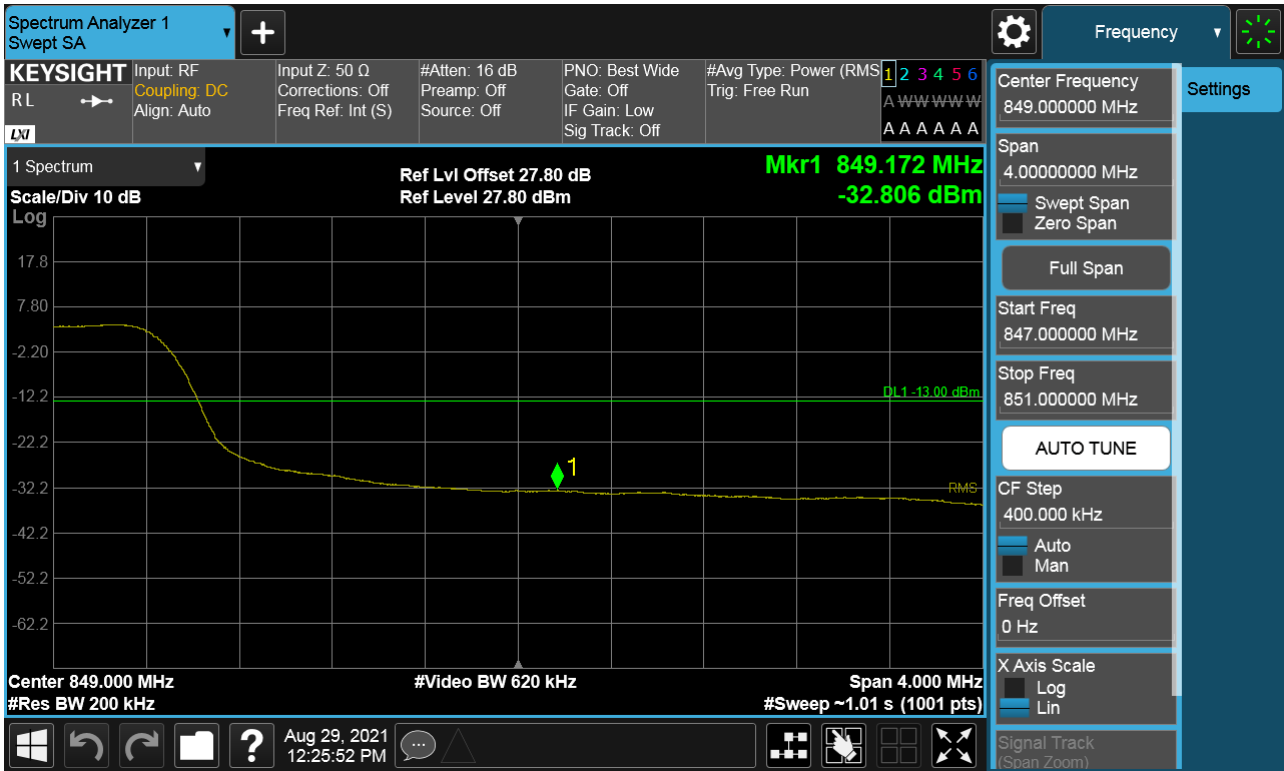 Spectrum Analyzer 1
Swept SA
Frequency
KEYSIGHT
R L
LXI
Input: RF
Coupling: DC
Align: Auto
Input Z: 50 Ω
Corrections: Off
Freq Ref: Int (S)
#Atten: 16 dB
Preamp: Off
Source: Off
PNO: Best Wide
Gate: Off
IF Gain: Low
Sig Track: Off
#Avg Type: Power (RMS
Trig: Free Run
1 2 3 4 5 6
A W W W W W
A A A A A A
1 Spectrum
Scale/Div 10 dB
Log
Ref Lvl Offset 27.80 dB
Ref Level 27.80 dBm
Mkr1 849.172 MHz
-32.806 dBm
17.8
7.80
-2.20
-12.2
-22.2
-32.2
-42.2
-52.2
-62.2
DL1 -13.00 dBm
1
RMS
Center 849.000 MHz
#Res BW 200 kHz
#Video BW 620 kHz
Span 4.000 MHz
#Sweep ~1.01 s (1001 pts)
Center Frequency
849.000000 MHz
Span
4.00000000 MHz
Swept Span
Zero Span
Full Span
Start Freq
847.000000 MHz
Stop Freq
851.000000 MHz
AUTO TUNE
CF Step
400.000 kHz
Auto
Man
Freq Offset
0 Hz
X Axis Scale
Log
Lin
Signal Track
(Span Zoom)
Settings
?
Aug 29, 2021
12:25:52 PM